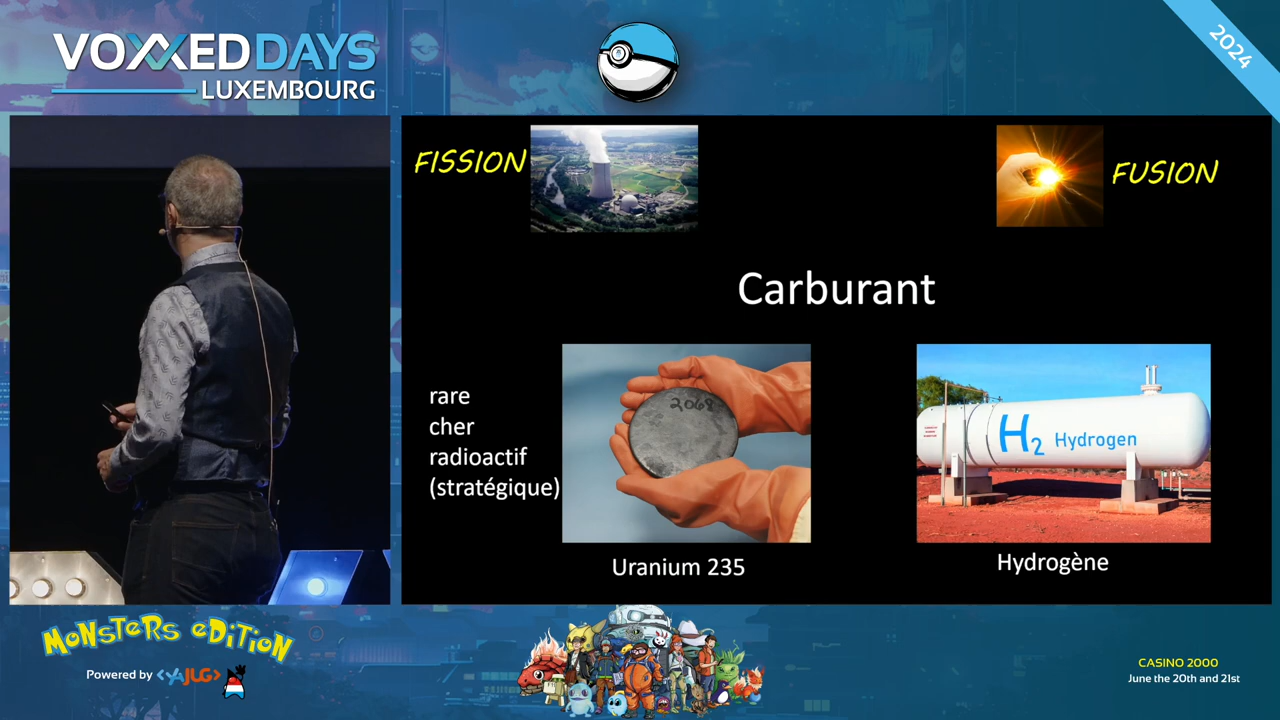 VOXXEDDAYS
LUXEMBOURG
2024
FISSION
FUSION
Carburant
rare
cher
radioactif
(stratégique)
2068
H2 Hydrogen
Uranium 235
Hydrogène
MONSTERS EDITION
Powered by <YAJUG>
CASINO 2000
June the 20th and 21st